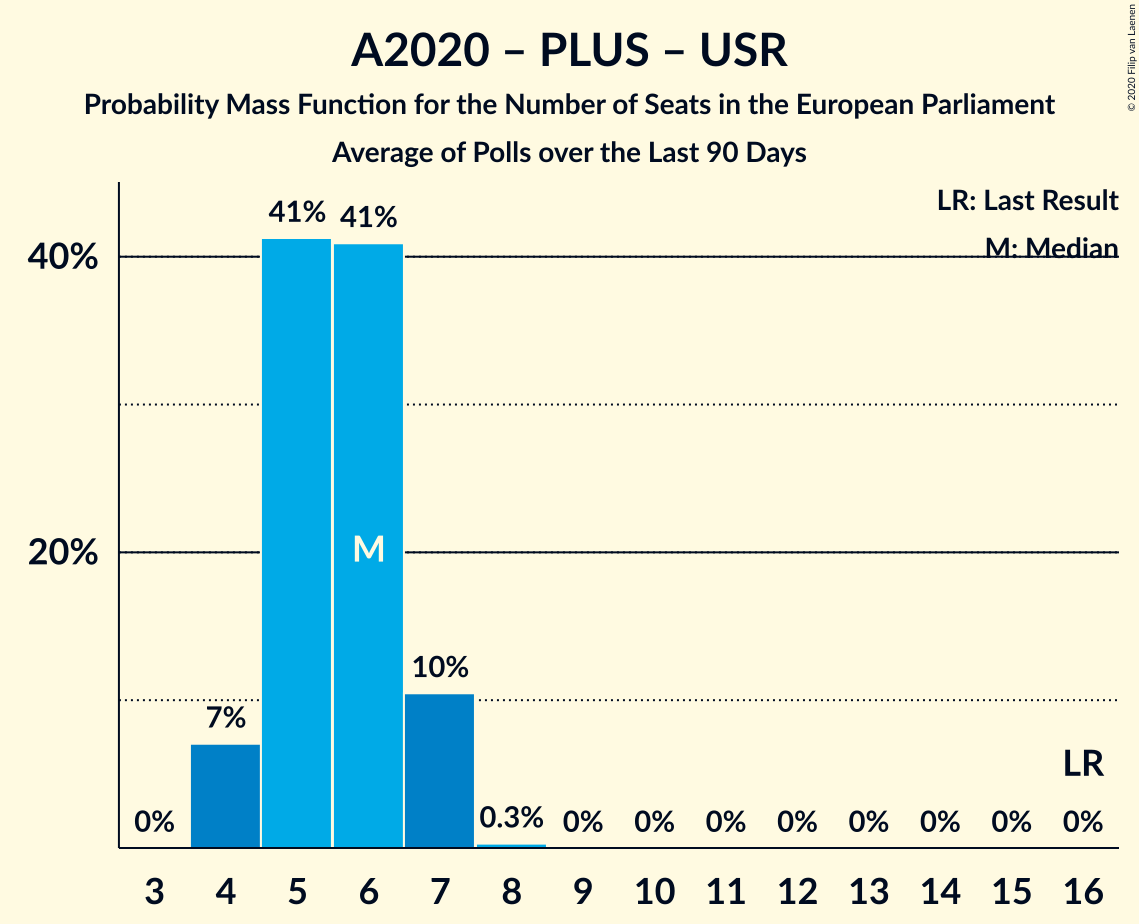 A2020 – PLUS – USR
Probability Mass Function for the Number of Seats in the European Parliament
Average of Polls over the Last 90 Days
© 2020 Filip van Laenen
LR: Last Result
M: Median
41%
41%
40%
M
20%
10%
7%
LR
0%
0.3%
0%
0%
0%
0%
0%
0%
0%
0%
3 4 5 6 7 8 9 10 11 12 13 14 15 16